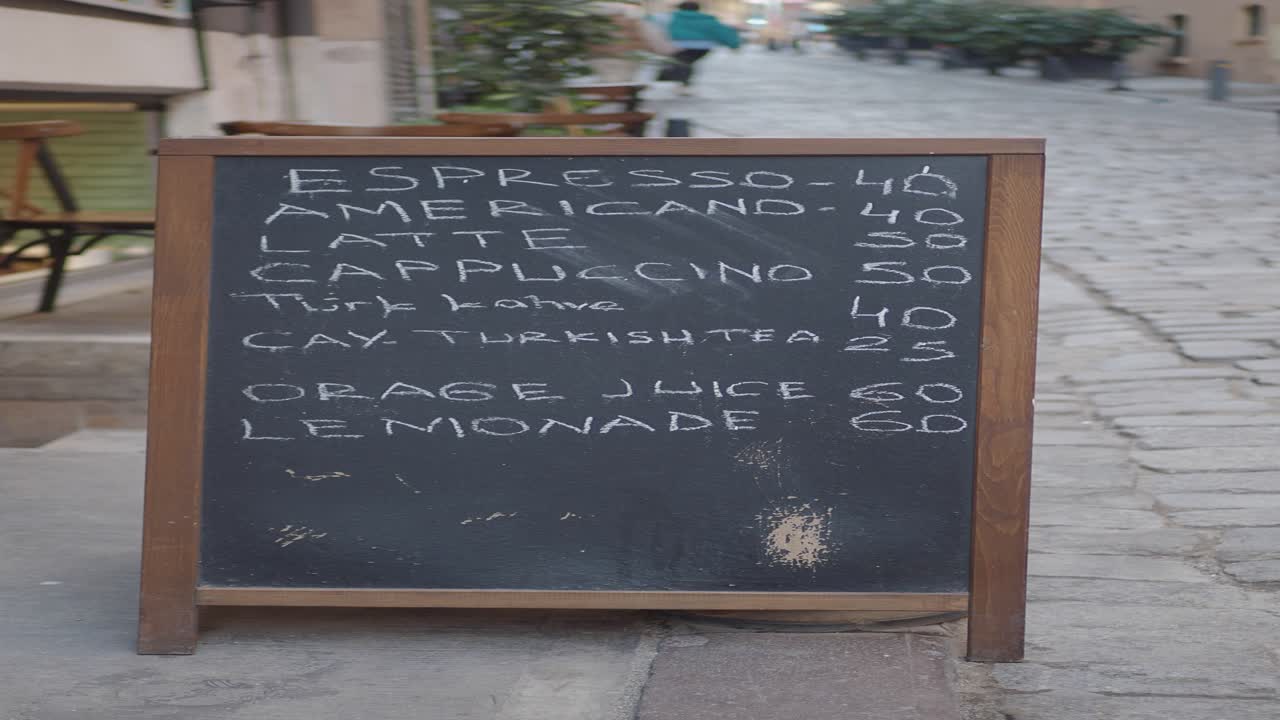 ESPRESSO - 40
AMERICANO - 40
LATTE 50
CAPPUCCINO 50
Türk kahve 40
CAY- TURKISH TEA 25
ORAGE JUICE 60
LEMONADE 60